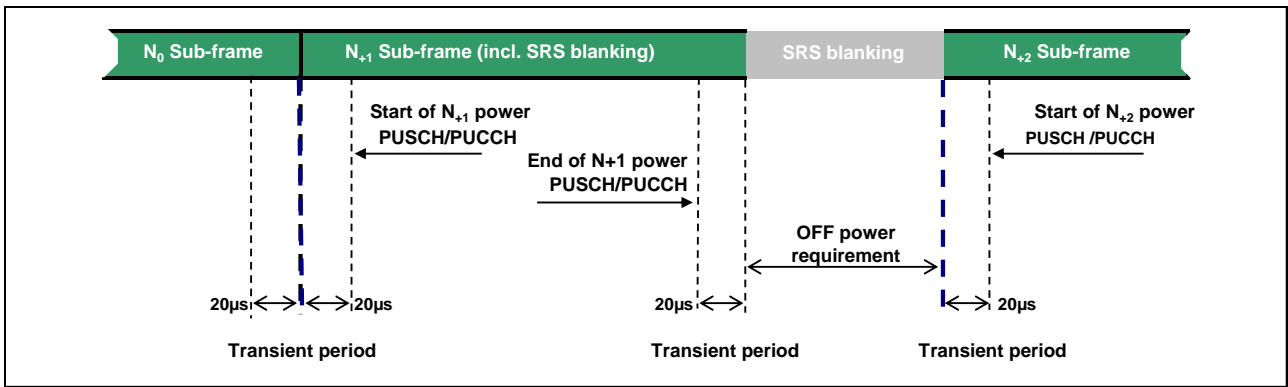 N0 Sub-frame
N+1 Sub-frame (incl. SRS blanking)
SRS blanking
N+2 Sub-frame
Start of N+1 power
PUSCH/PUCCH
End of N+1 power
PUSCH/PUCCH
Start of N+2 power
PUSCH /PUCCH
OFF power
requirement
20µs
20µs
20µs
20µs
Transient period
Transient period
Transient period